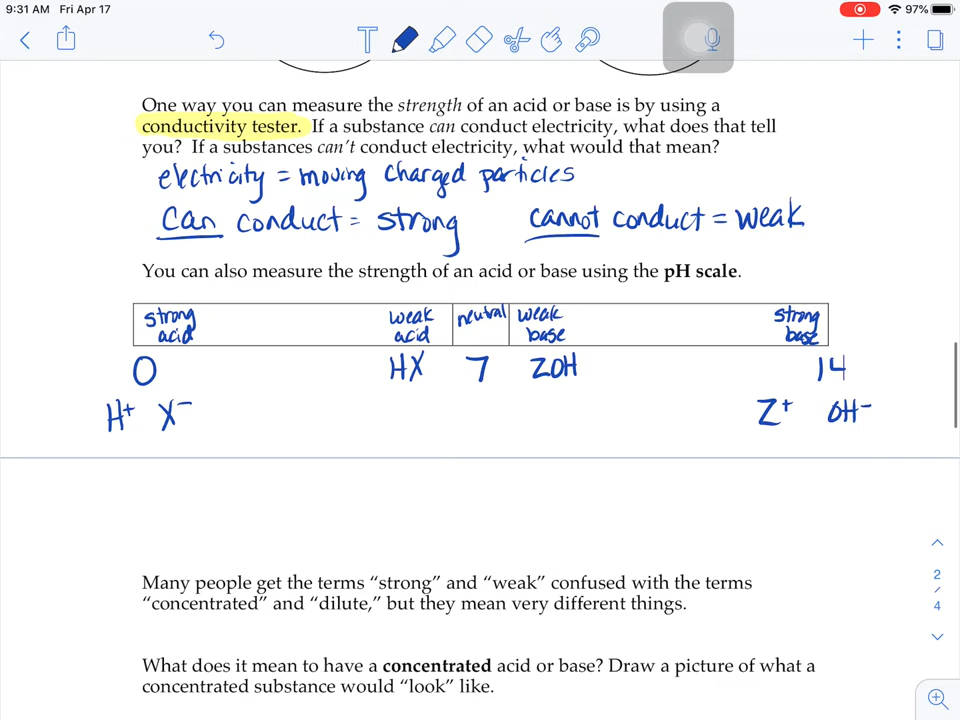 9:31 AM Fri Apr 17
97%
T
One way you can measure the strength of an acid or base is by using a
conductivity tester. If a substance can conduct electricity, what does that tell
you? If a substances can't conduct electricity, what would that mean?
electricity = moving charged particles
can conduct = strong cannot conduct = weak
You can also measure the strength of an acid or base using the pH scale.
strong acid weak acid neutral weak base strong base
0 HX 7 ZOH 14
H+ X− Z+ OH−
Many people get the terms “strong” and “weak” confused with the terms
“concentrated” and “dilute,” but they mean very different things.
2
/
4
What does it mean to have a concentrated acid or base? Draw a picture of what a
concentrated substance would “look” like.